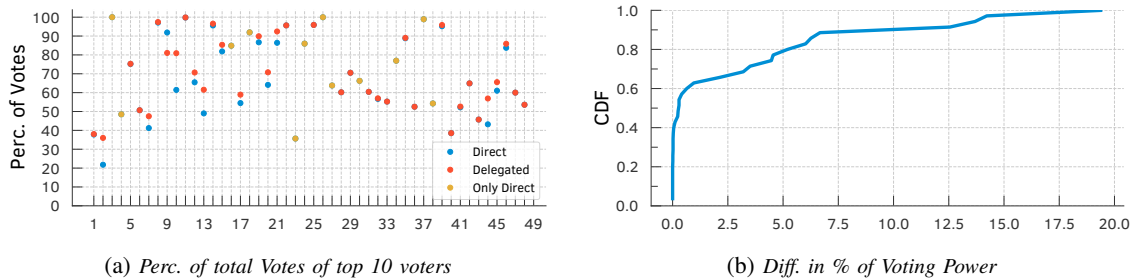 Perc. of Votes
100
90
80
70
60
50
40
30
20
10
0
1 5 9 13 17 21 25 29 33 37 41 45 49
Direct
Delegated
Only Direct
(a) Perc. of total Votes of top 10 voters
CDF
1.0
0.8
0.6
0.4
0.2
0.0
0.0 2.5 5.0 7.5 10.0 12.5 15.0 17.5 20.0
(b) Diff. in % of Voting Power